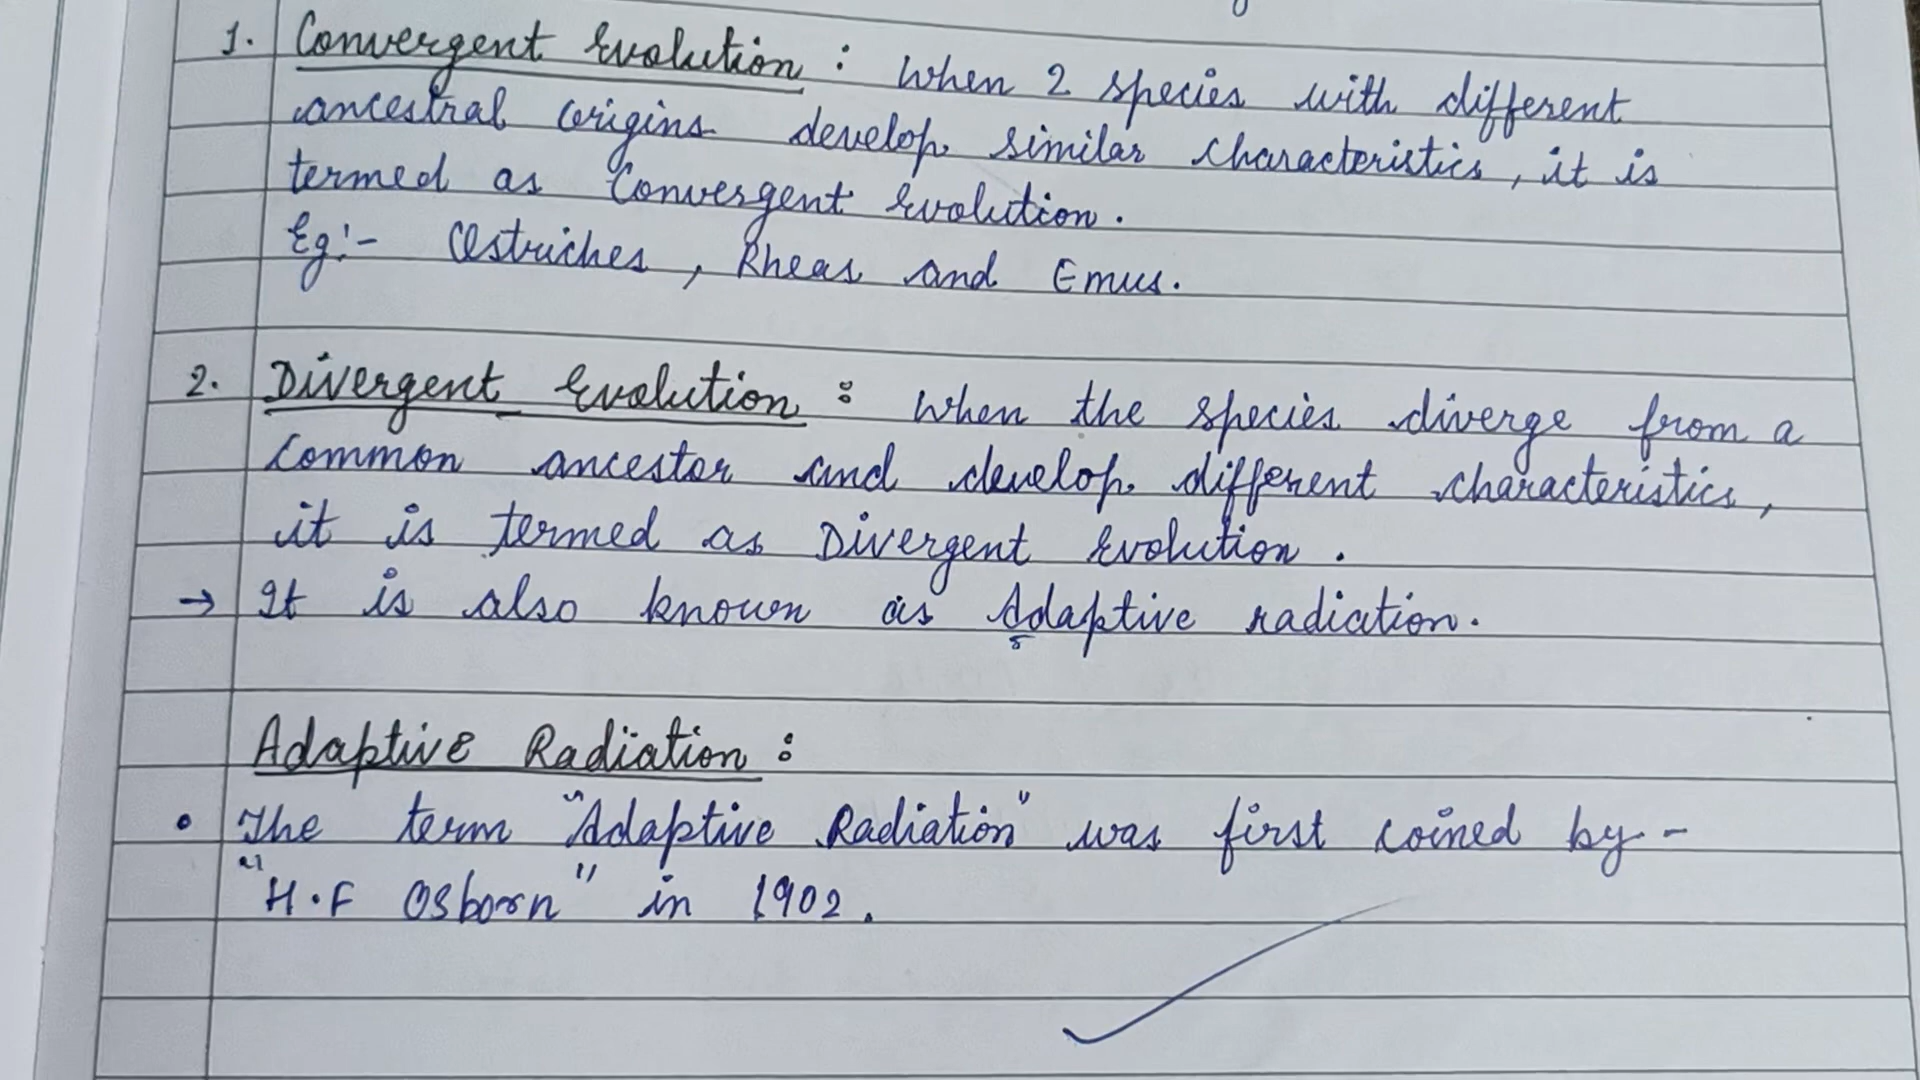 1. Convergent Evolution : When 2 species with different
ancestral origins develop similar characteristics, it is
termed as Convergent Evolution.
Eg:- Ostriches, Rheas and Emus.
2. Divergent Evolution : When the species diverge from a
common ancestor and develop different characteristics,
it is termed as Divergent Evolution.
→ It is also known as Adaptive radiation.
Adaptive Radiation :
• The term "Adaptive Radiation" was first coined by -
"H.F Osborn" in 1902.